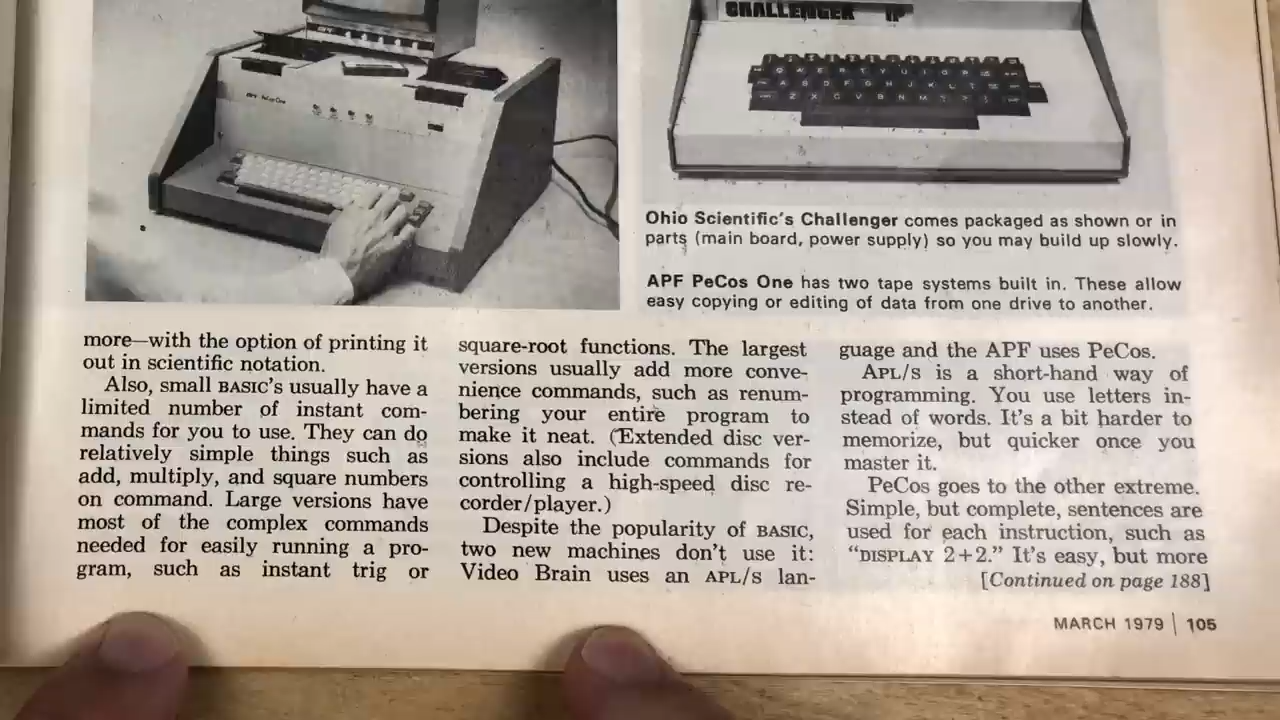 CHALLENGER IP
Ohio Scientific's Challenger comes packaged as shown or in
parts (main board, power supply) so you may build up slowly.
APF PeCos One has two tape systems built in. These allow
easy copying or editing of data from one drive to another.
more—with the option of printing it
out in scientific notation.
Also, small BASIC's usually have a
limited number of instant com-
mands for you to use. They can do
relatively simple things such as
add, multiply, and square numbers
on command. Large versions have
most of the complex commands
needed for easily running a pro-
gram, such as instant trig or
square-root functions. The largest
versions usually add more conve-
nience commands, such as renum-
bering your entire program to
make it neat. (Extended disc ver-
sions also include commands for
controlling a high-speed disc re-
corder/player.)
Despite the popularity of BASIC,
two new machines don't use it:
Video Brain uses an APL/S lan-
guage and the APF uses PeCos.
APL/S is a short-hand way of
programming. You use letters in-
stead of words. It's a bit harder to
memorize, but quicker once you
master it.
PeCos goes to the other extreme.
Simple, but complete, sentences are
used for each instruction, such as
“DISPLAY 2+2.” It's easy, but more
[Continued on page 188]
MARCH 1979 | 105